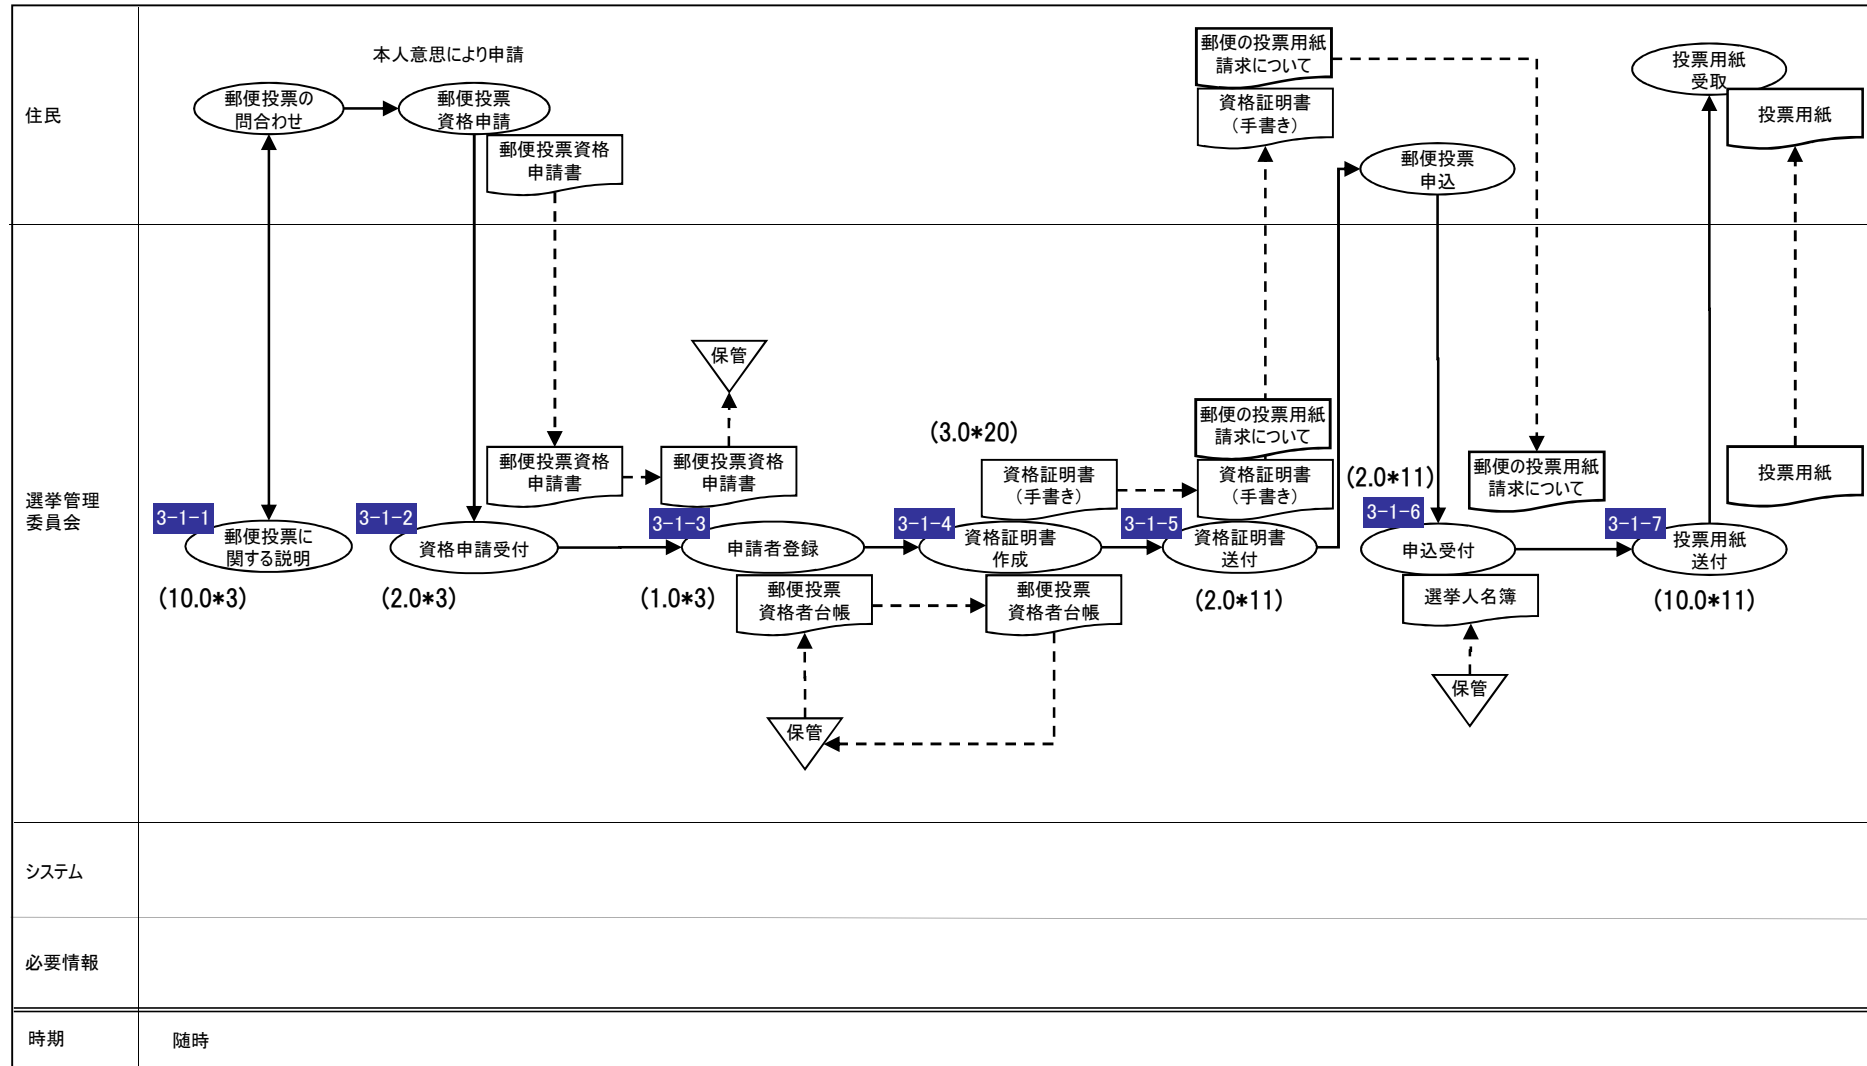 住民
本人意思により申請
郵便投票の
問合わせ
郵便投票
資格申請
郵便投票資格
申請書
郵便の投票用紙
請求について
資格証明書
（手書き）
郵便投票
申込
投票用紙
受取
投票用紙
選挙管理
委員会
3-1-1
郵便投票に
関する説明
(10.0*3)
3-1-2
資格申請受付
(2.0*3)
郵便投票資格
申請書
郵便投票資格
申請書
保管
3-1-3
申請者登録
(1.0*3)
郵便投票
資格者台帳
保管
(3.0*20)
資格証明書
（手書き）
3-1-4
資格証明書
作成
郵便投票
資格者台帳
郵便の投票用紙
請求について
資格証明書
（手書き）
3-1-5
資格証明書
送付
(2.0*11)
(2.0*11)
3-1-6
申込受付
選挙人名簿
保管
郵便の投票用紙
請求について
3-1-7
投票用紙
送付
(10.0*11)
投票用紙
システム
必要情報
時期
随時